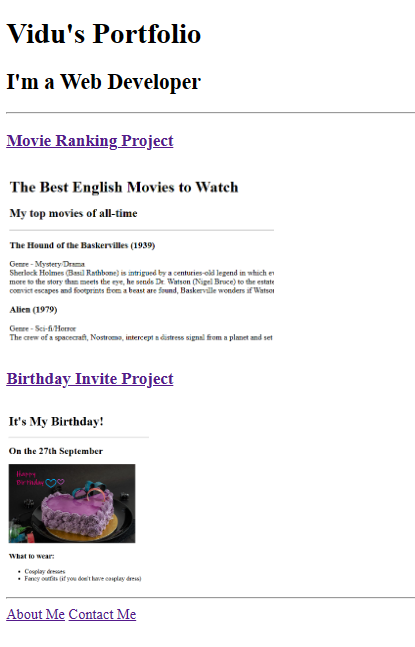 Vidu's Portfolio
I'm a Web Developer
Movie Ranking Project
The Best English Movies to Watch
My top movies of all-time
The Hound of the Baskervilles (1939)
Genre - Mystery/Drama
Sherlock Holmes (Basil Rathbone) is intrigued by a centuries-old legend in which
more to the story than meets the eye, he sends Dr. Watson (Nigel Bruce) to the estate
convict escapes and footprints from a beast are found, Baskerville wonders if Watson
Alien (1979)
Genre - Sci-fi/Horror
The crew of a spacecraft, Nostromo, intercept a distress signal from a planet and set
Birthday Invite Project
It's My Birthday!
On the 27th September
Happy
Birthday
What to wear:
Cosplay dresses
Fancy outfits (if you don't have cosplay dress)
About Me Contact Me